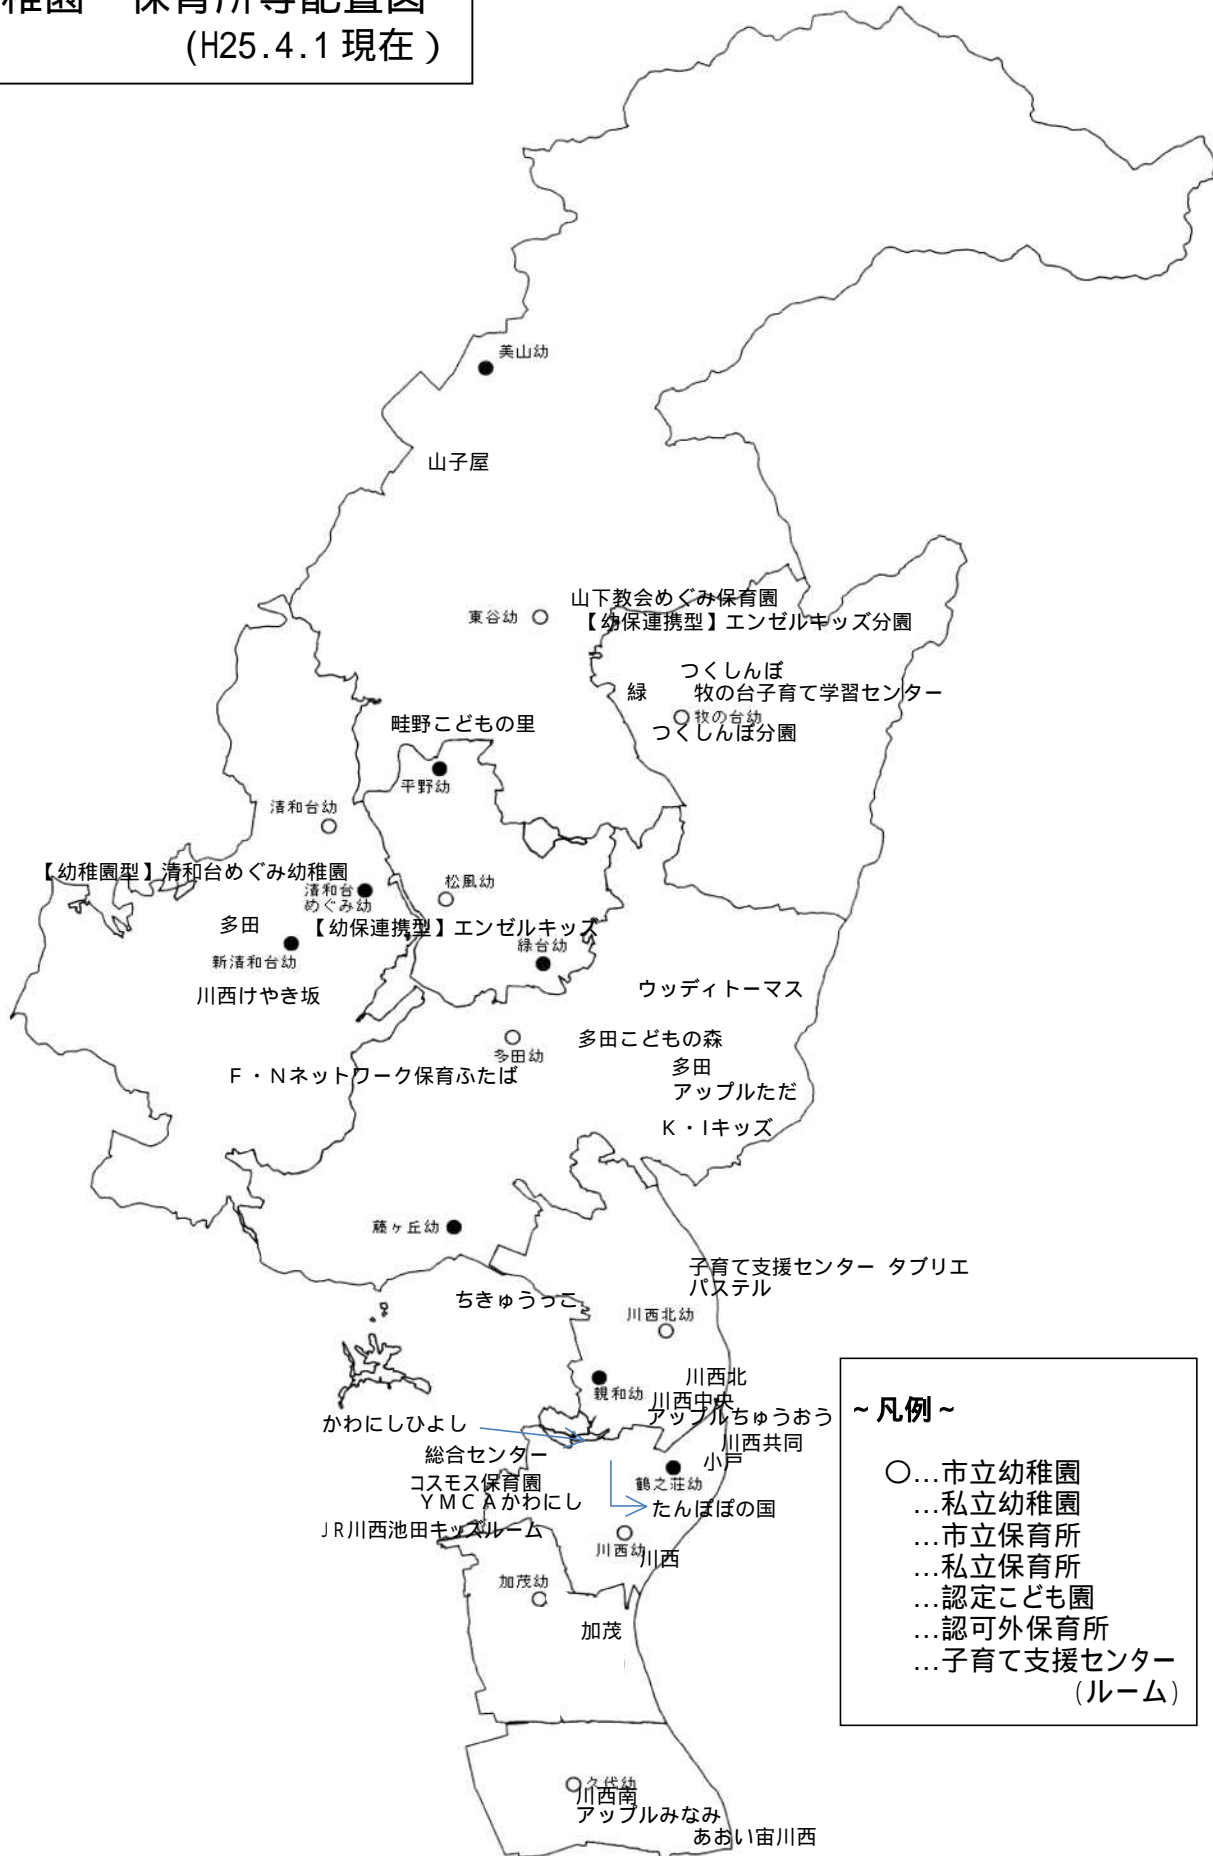 稚園 保育所等配置図
(H25.4.1現在)
美山幼
山子屋
山下教会めぐみ保育園
東谷幼
【幼保連携型】エンゼルキッズ分園
つくしんぼ
緑
牧の台子育て学習センター
牧の台幼
つくしんぼ分園
畦野こどもの里
平野幼
清和台幼
【幼稚園型】清和台めぐみ幼稚園
清和台
めぐみ幼
松風幼
多田
【幼保連携型】エンゼルキッズ
緑台幼
新清和台幼
川西けやき坂
ウッディトーマス
多田こどもの森
多田幼
多田
F・Nネットワーク保育ふたば
アップルただ
K・Iキッズ
藤ヶ丘幼
子育て支援センター タブリエ
パステル
ちきゅうっこ
川西北幼
川西北
親和幼
川西中央
アップルちゅうおう
かわにしひよし
川西共同
総合センター
小戸
コスモス保育園
鶴之荘幼
YMCAかわにし
たんぽぽの国
JR川西池田キッズルーム
川西幼
川西
加茂幼
加茂
久代幼
川西南
アップルみなみ
あおい宙川西
~凡例~
○…市立幼稚園
…私立幼稚園
…市立保育所
…私立保育所
…認定こども園
…認可外保育所
…子育て支援センター
(ルーム)